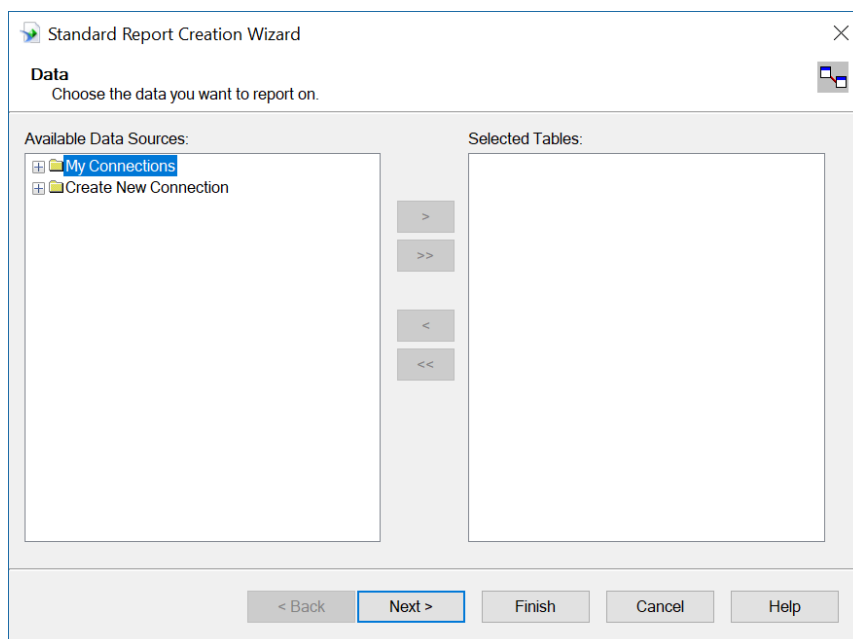 Standard Report Creation Wizard
Data
Choose the data you want to report on.
Available Data Sources:
Selected Tables:
My Connections
Create New Connection
>
>>
<
<<
< Back
Next >
Finish
Cancel
Help